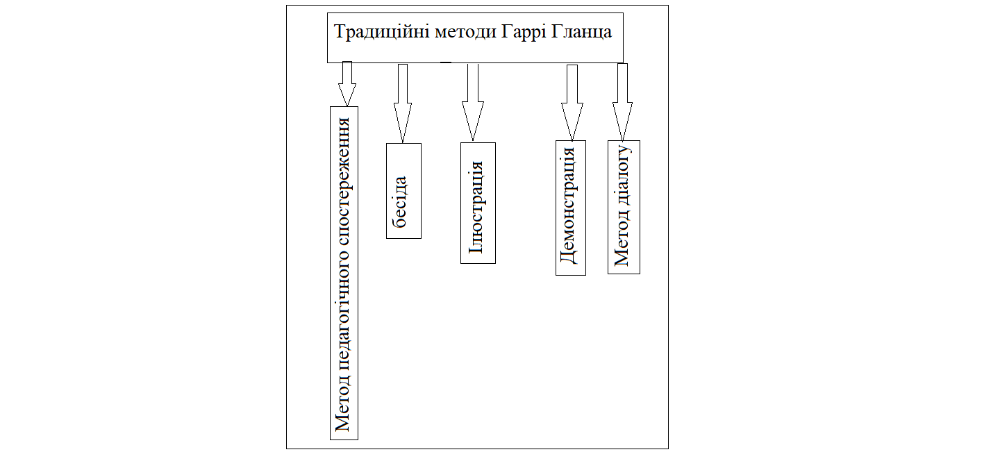 Традиційні методи Гаррі Гланца
Метод педагогічного спостереження
бесіда
Ілюстрація
Демонстрація
Метод діалогу